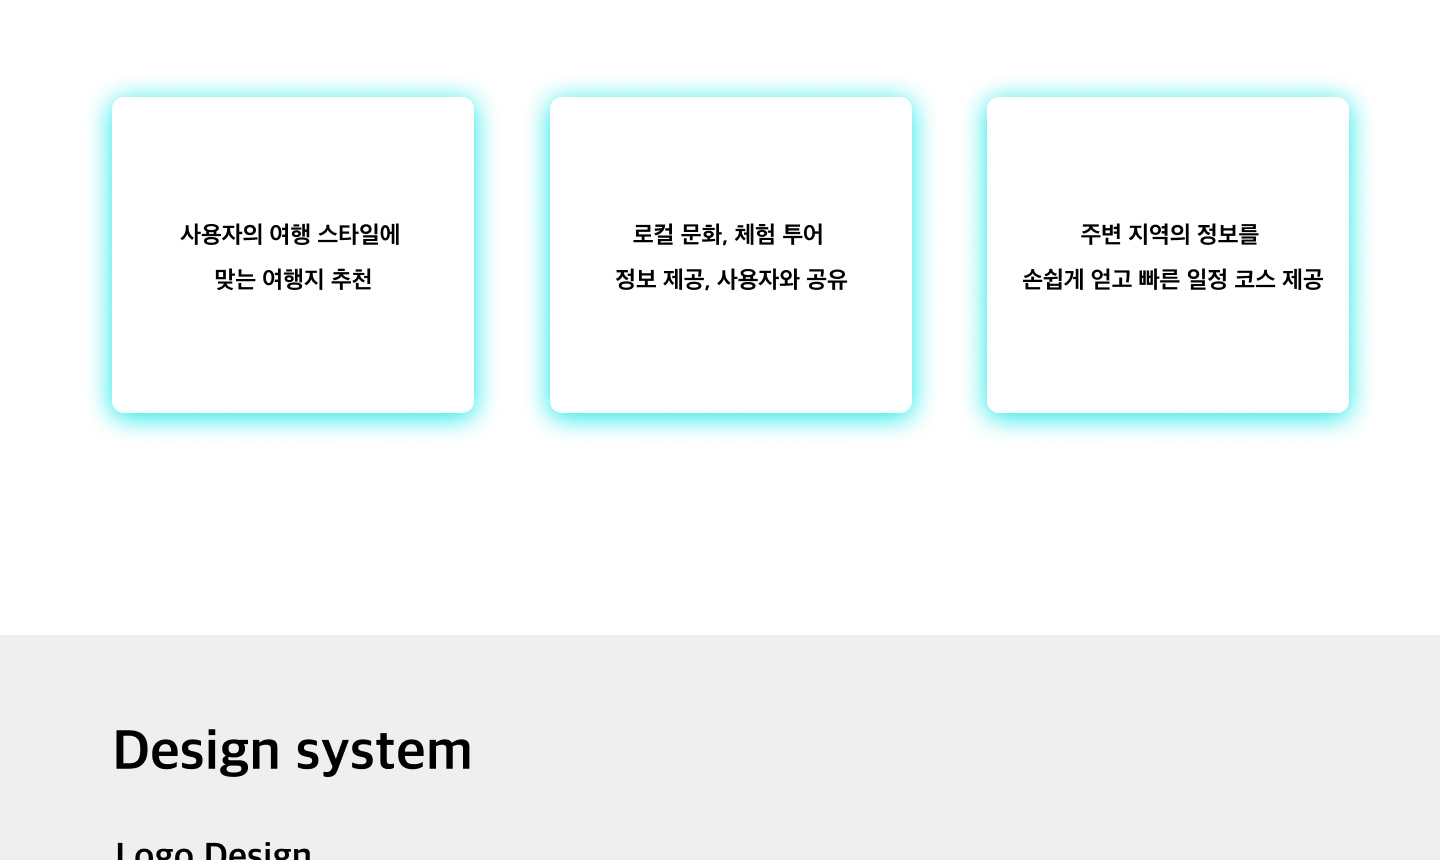 사용자의 여행 스타일에
맞는 여행지 추천
로컬 문화, 체험 투어
정보 제공, 사용자와 공유
주변 지역의 정보를
손쉽게 얻고 빠른 일정 코스 제공
Design system
Logo Design